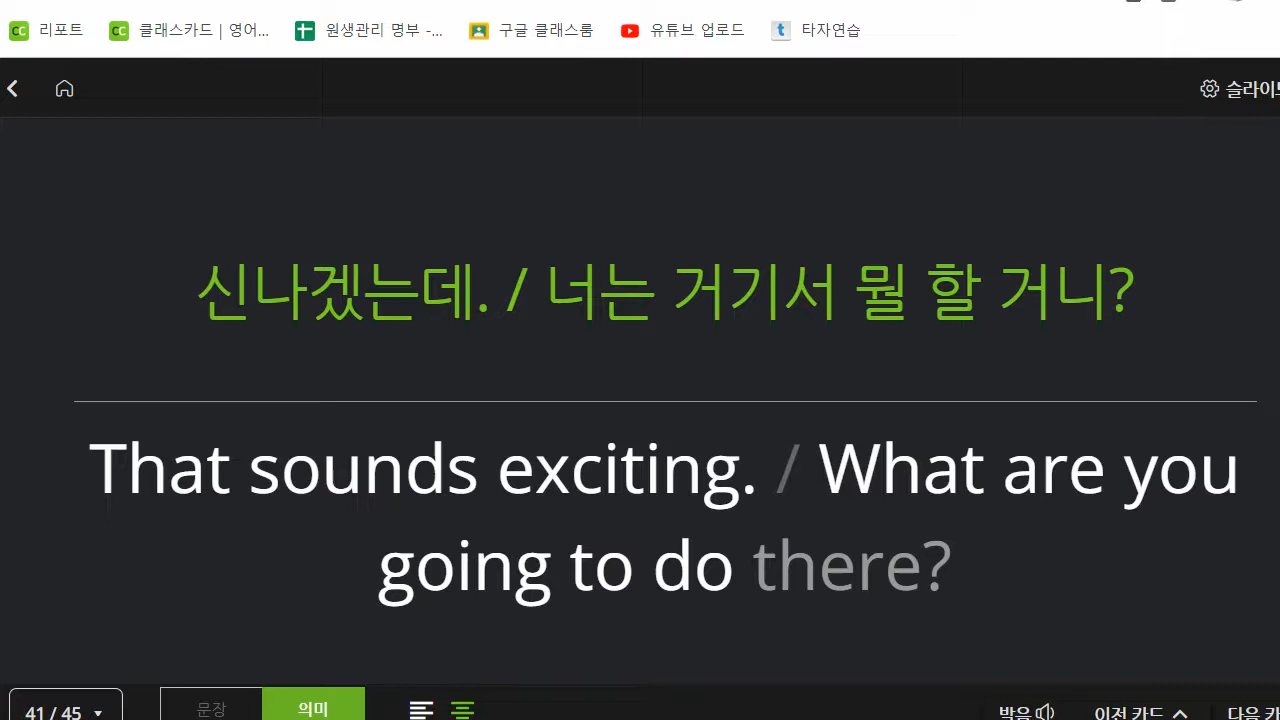 리포트 클래스카드 | 영어... 원생관리 명부 -... 구글 클래스룸 유튜브 업로드 타자연습
신나겠는데. / 너는 거기서 뭘 할 거니?
That sounds exciting. / What are you
going to do there?
41 / 45 문장 의미 이전 카드